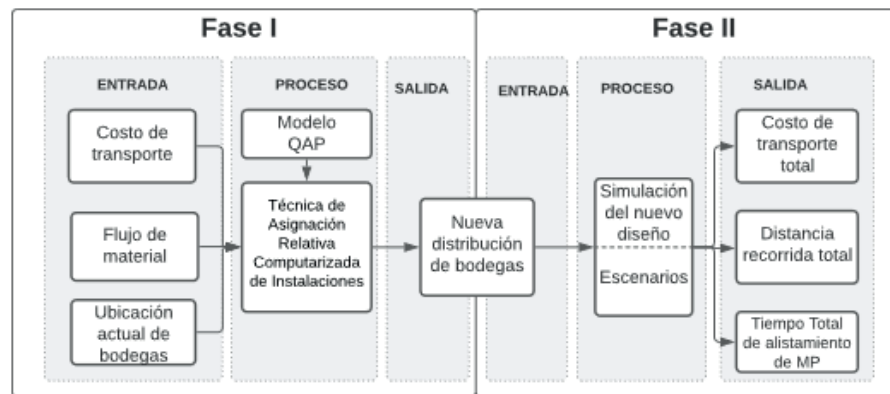 Fase I
ENTRADA
Costo de
transporte
Flujo de
material
Ubicación
actual de
bodegas
PROCESO
Modelo
QAP
Técnica de
Asignación
Relativa
Computarizada
de Instalaciones
SALIDA
Nueva
distribución
de bodegas
Fase II
ENTRADA
PROCESO
Simulación
del nuevo
diseño
Escenarios
SALIDA
Costo de
transporte
total
Distancia
recorrida total
Tiempo Total
de alistamiento
de MP